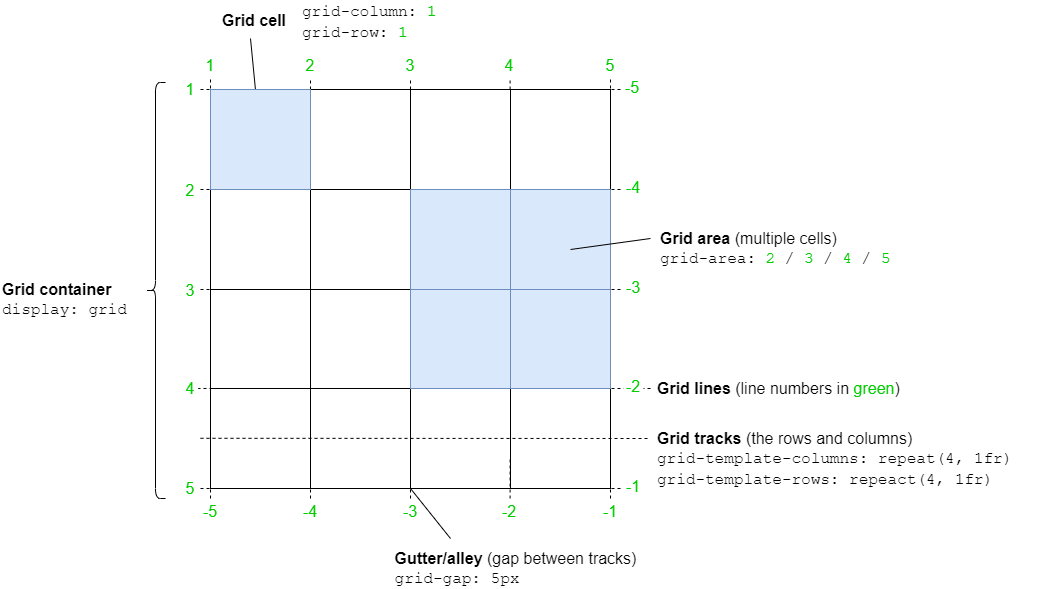 Grid cell
grid-column: 1
grid-row: 1
1 2 3 4 5
1 -5
2 -4
Grid area (multiple cells)
grid-area: 2 / 3 / 4 / 5
Grid container
display: grid
3 -3
4 -2
Grid lines (line numbers in green)
Grid tracks (the rows and columns)
grid-template-columns: repeat(4, 1fr)
grid-template-rows: repeact(4, 1fr)
5 -1
-5 -4 -3 -2 -1
Gutter/alley (gap between tracks)
grid-gap: 5px